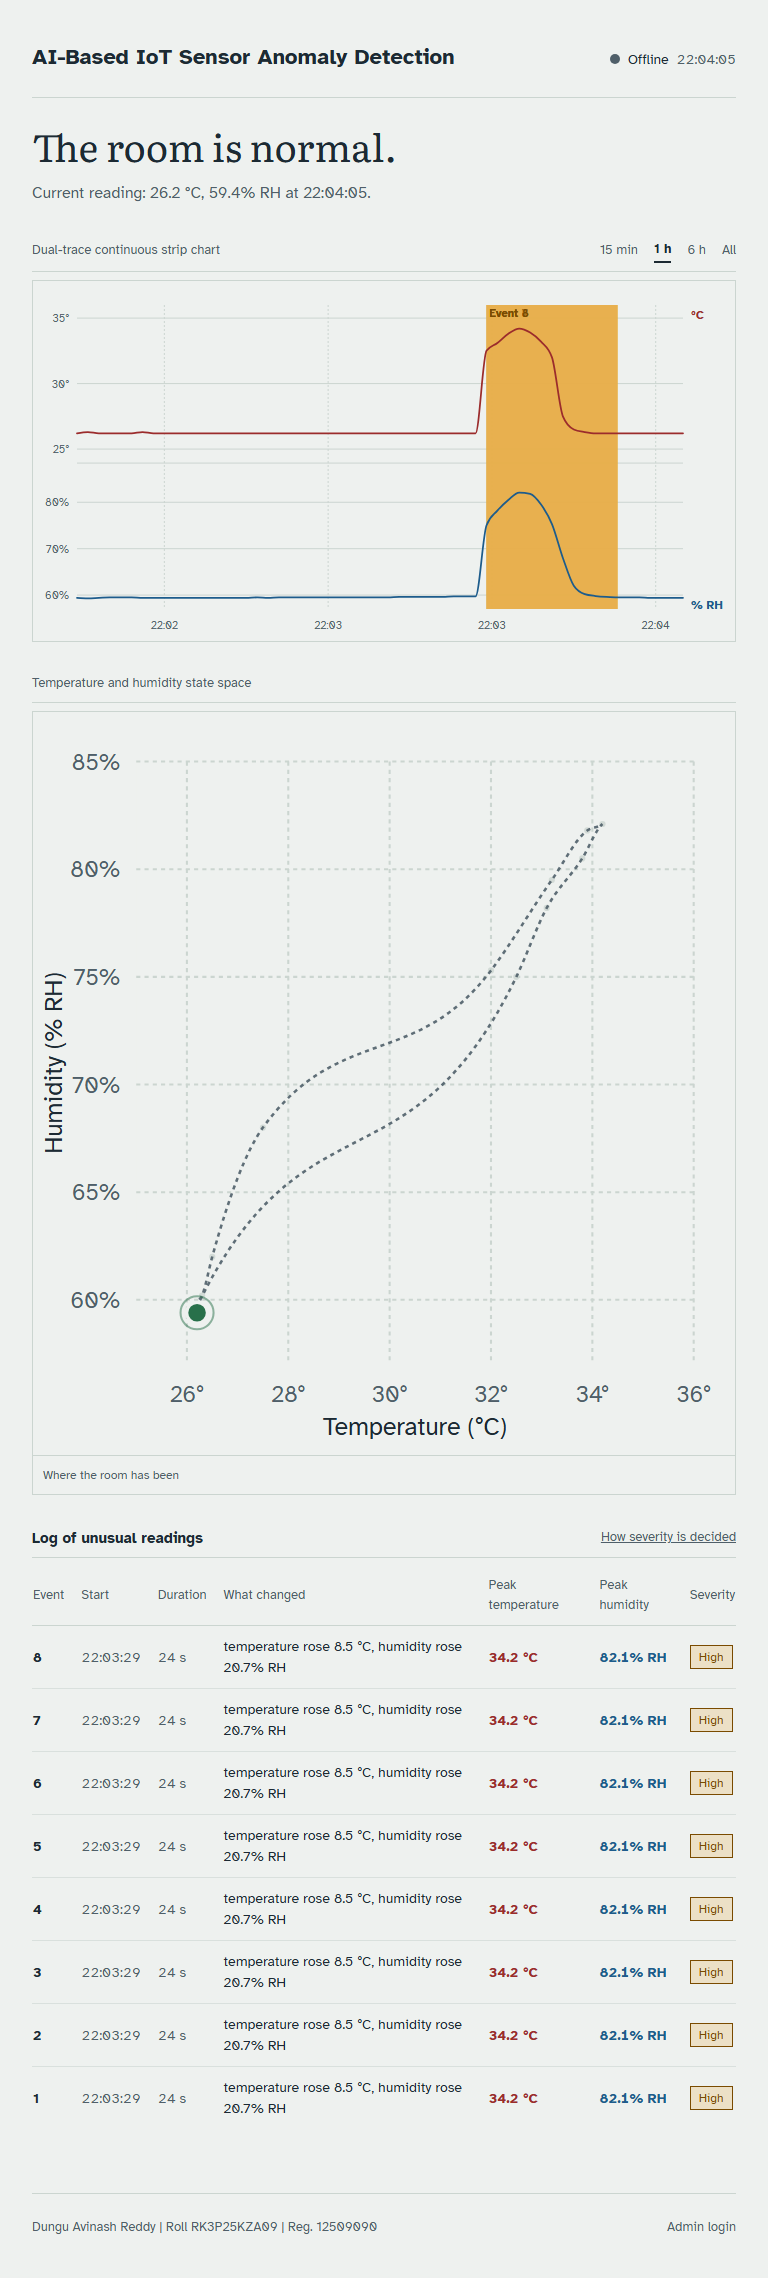 AI-Based IoT Sensor Anomaly Detection
Offline 22:04:05
The room is normal.
Current reading: 26.2 °C, 59.4% RH at 22:04:05.
Dual-trace continuous strip chart
15 min 1 h 6 h All
Event 8
35°
°C
30°
25°
80%
70%
60%
% RH
22:02 22:03 22:03 22:04
Temperature and humidity state space
85%
80%
75%
70%
65%
60%
Humidity (% RH)
26° 28° 30° 32° 34° 36°
Temperature (°C)
Where the room has been
Log of unusual readings
How severity is decided
Event Start Duration What changed Peak temperature Peak humidity Severity
8 22:03:29 24 s temperature rose 8.5 °C, humidity rose 20.7% RH 34.2 °C 82.1% RH High
7 22:03:29 24 s temperature rose 8.5 °C, humidity rose 20.7% RH 34.2 °C 82.1% RH High
6 22:03:29 24 s temperature rose 8.5 °C, humidity rose 20.7% RH 34.2 °C 82.1% RH High
5 22:03:29 24 s temperature rose 8.5 °C, humidity rose 20.7% RH 34.2 °C 82.1% RH High
4 22:03:29 24 s temperature rose 8.5 °C, humidity rose 20.7% RH 34.2 °C 82.1% RH High
3 22:03:29 24 s temperature rose 8.5 °C, humidity rose 20.7% RH 34.2 °C 82.1% RH High
2 22:03:29 24 s temperature rose 8.5 °C, humidity rose 20.7% RH 34.2 °C 82.1% RH High
1 22:03:29 24 s temperature rose 8.5 °C, humidity rose 20.7% RH 34.2 °C 82.1% RH High
Dungu Avinash Reddy | Roll RK3P25KZA09 | Reg. 12509090
Admin login